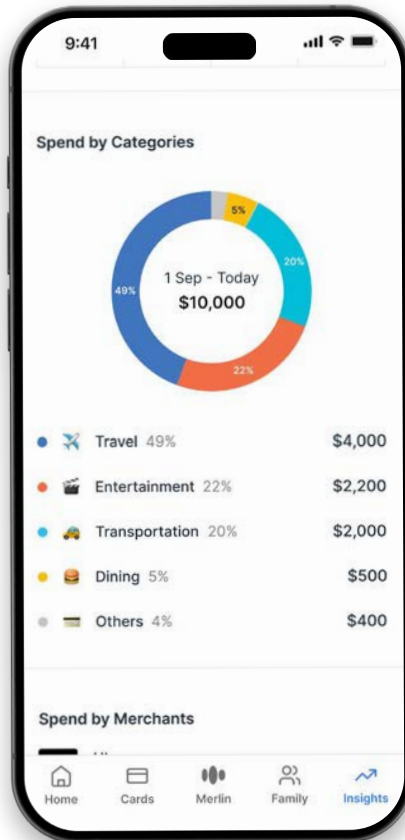 9:41
Spend by Categories
5%
20%
49%
22%
1 Sep - Today
$10,000
Travel 49% $4,000
Entertainment 22% $2,200
Transportation 20% $2,000
Dining 5% $500
Others 4% $400
Spend by Merchants
Home Cards Merlin Family Insights